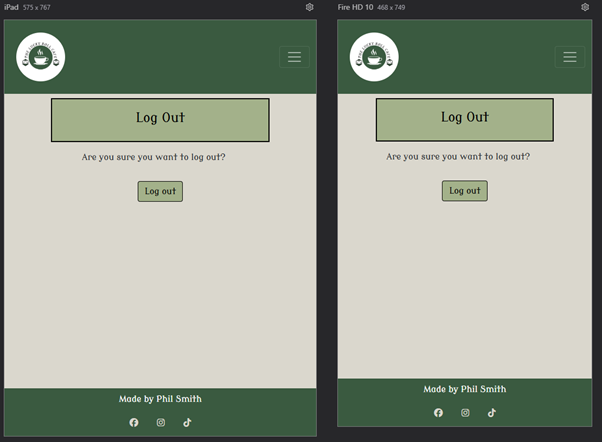 iPad 575 x 767
Log Out
Are you sure you want to log out?
Log out
Made by Phil Smith
Fire HD 10 468 x 749
Log Out
Are you sure you want to log out?
Log out
Made by Phil Smith